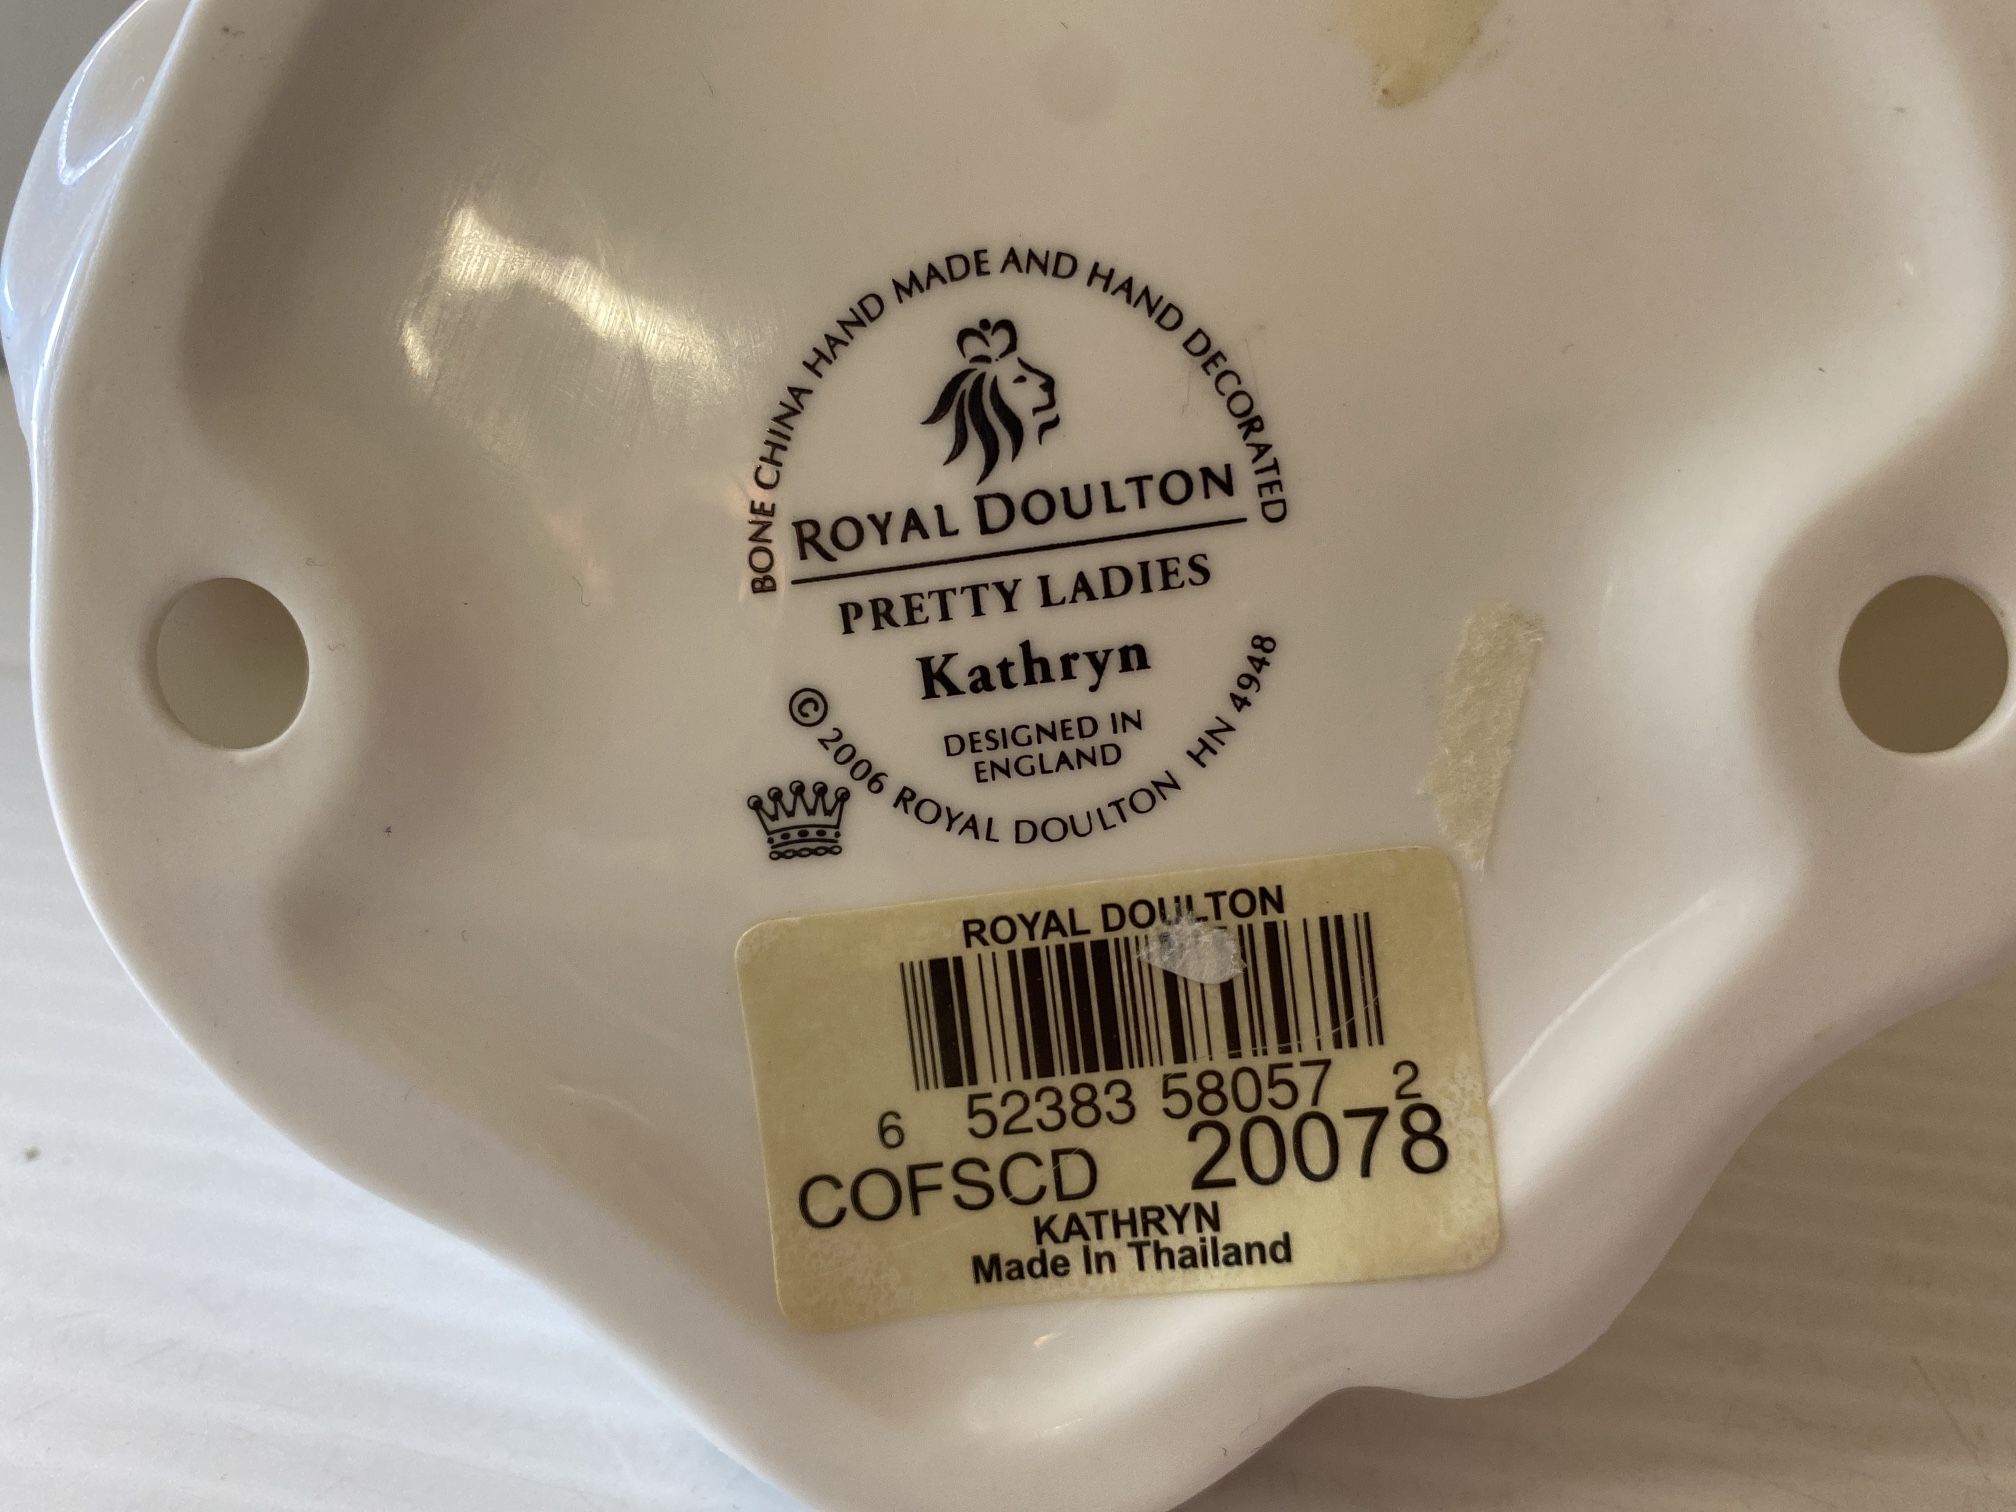 BONE CHINA HAND MADE AND HAND DECORATED
ROYAL DOULTON
PRETTY LADIES
Kathryn
DESIGNED IN
ENGLAND
© 2006 ROYAL DOULTON HN 4948
ROYAL DOULTON
6 52383 58057 2
COFSCD 20078
KATHRYN
Made In Thailand